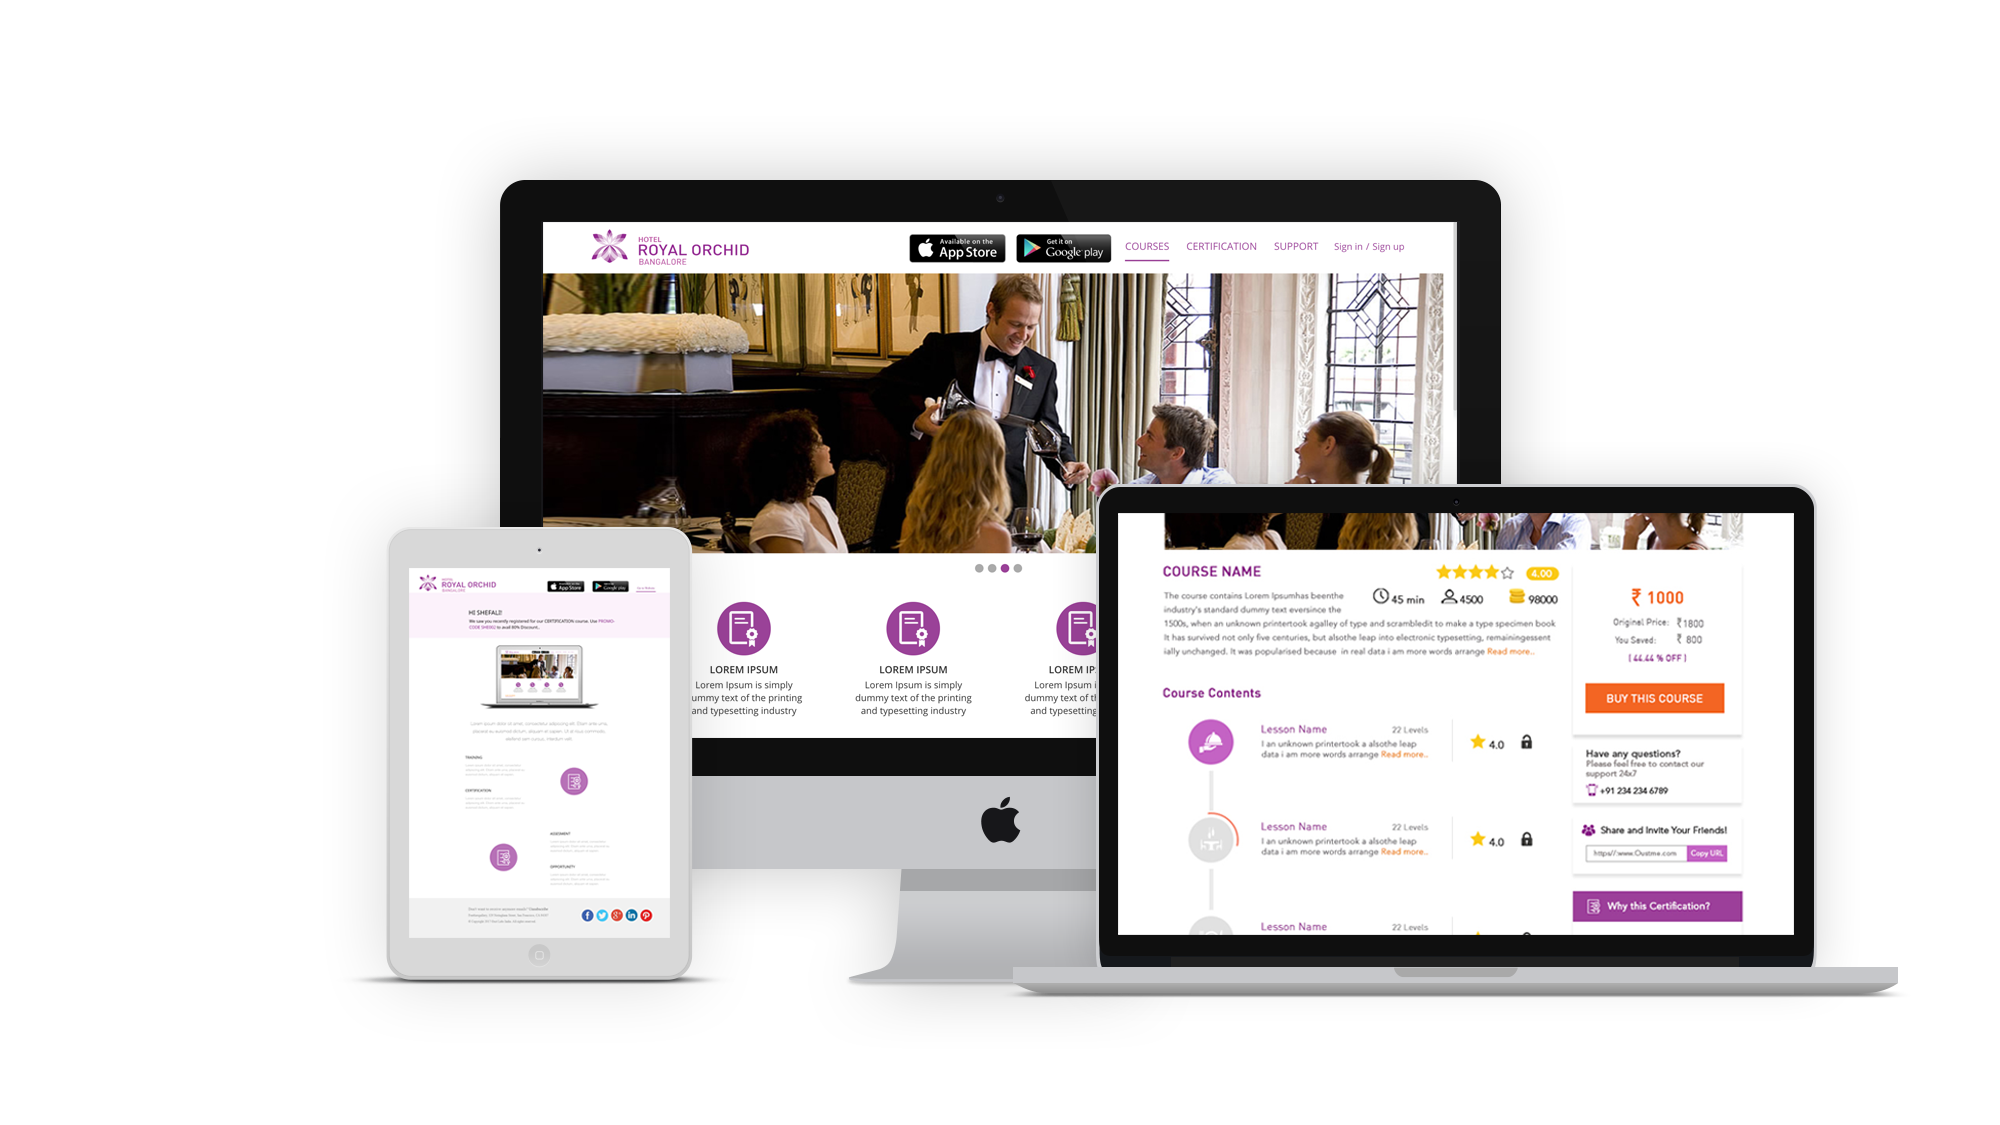 HOTEL
ROYAL ORCHID
BANGALORE
Available on the
App Store
Get it on
Google play
COURSES
CERTIFICATION
SUPPORT
Sign in / Sign up
LOREM IPSUM
Lorem Ipsum is simply
ummy text of the printing
and typesetting industry
LOREM IPSUM
Lorem Ipsum is simply
dummy text of the printing
and typesetting industry
LOREM IP
Lorem Ipsum i
dummy text of t
and typesetting
ROYAL ORCHID
BANGALORE
App Store
Google play
HI SHEFALI!
We saw you recently registered for our CERTIFICATION course. Use PROMO-
CODE to avail 60% Discount..
TRAINING
CERTIFICATION
ASSESSMENT
OPPORTUNITY
COURSE NAME
4.00
The course contains Lorem Ipsumhas beenthe
industry's standard dummy text eversince the
1500s, when an unknown printertook agalley of type and scrambledit to make a type specimen book
It has survived not only five centuries, but alsothe leap into electronic typesetting, remainingessent
ially unchanged. It was popularised because in real data i am more words arrange Read more..
45 min
4500
98000
Course Contents
Lesson Name
22 Levels
I an unknown printertook a alsothe leap
data i am more words arrange Read more..
4.0
Lesson Name
22 Levels
I an unknown printertook a alsothe leap
data i am more words arrange Read more..
4.0
Lesson Name
22 Levels
₹ 1000
Original Price: ₹1800
You Saved: ₹ 800
( 44.44 % OFF )
BUY THIS COURSE
Have any questions?
Please feel free to contact our
support 24x7
+91 234 234 6789
Share and Invite Your Friends!
https//:www.Oustme.com
Copy URL
Why this Certification?